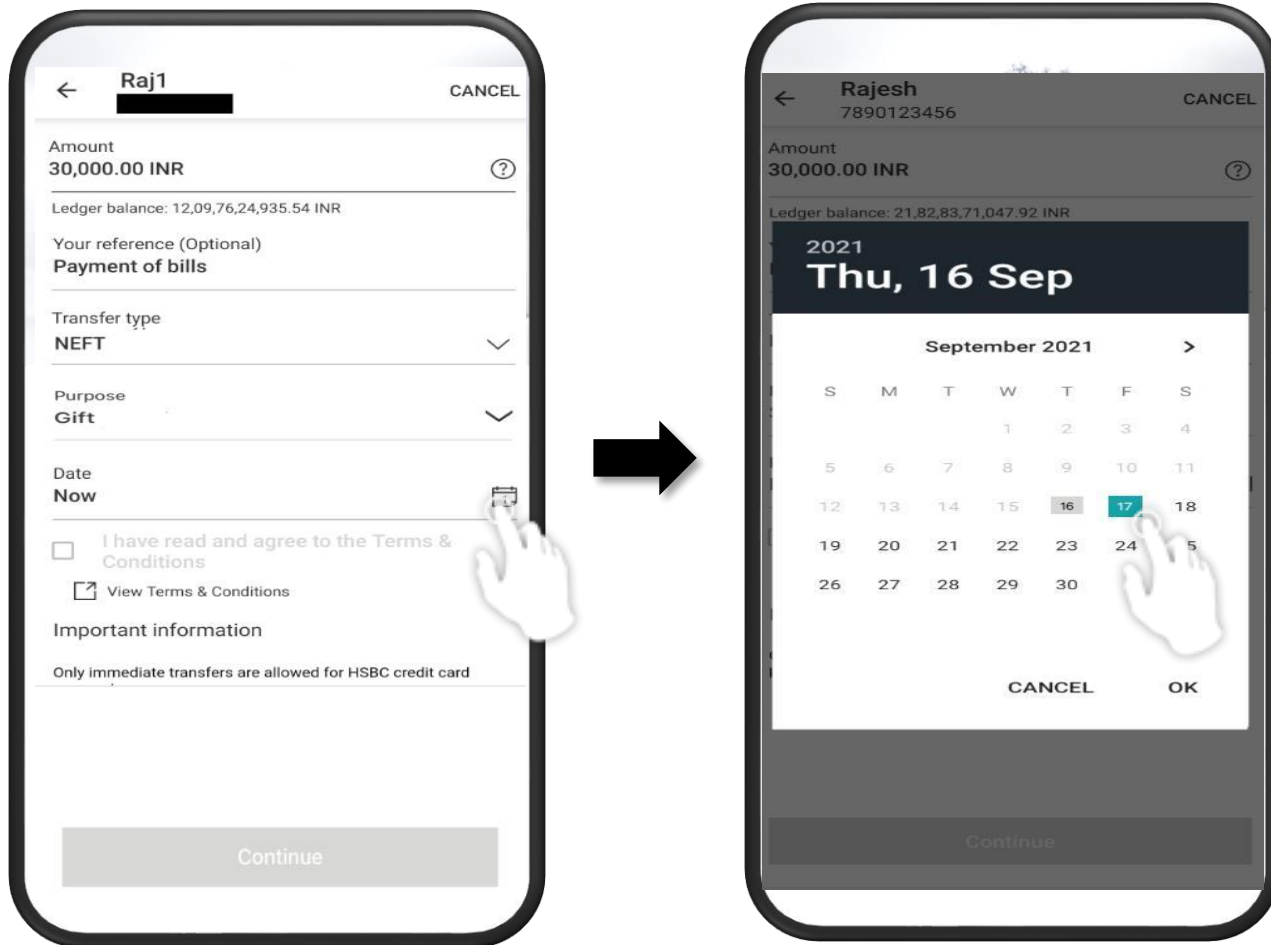 Raj1
CANCEL
Amount
30,000.00 INR
Ledger balance: 12,09,76,24,935.54 INR
Your reference (Optional)
Payment of bills
Transfer type
NEFT
Purpose
Gift
Date
Now
I have read and agree to the Terms &
Conditions
View Terms & Conditions
Important information
Only immediate transfers are allowed for HSBC credit card
Continue
Rajesh
7890123456
CANCEL
Amount
30,000.00 INR
Ledger balance: 21,82,83,71,047.92 INR
2021
Thu, 16 Sep
September 2021 >
S M T W T F S
1 2 3 4
5 6 7 8 9 10 11
12 13 14 15 16 17 18
19 20 21 22 23 24 5
26 27 28 29 30
CANCEL OK
Continue